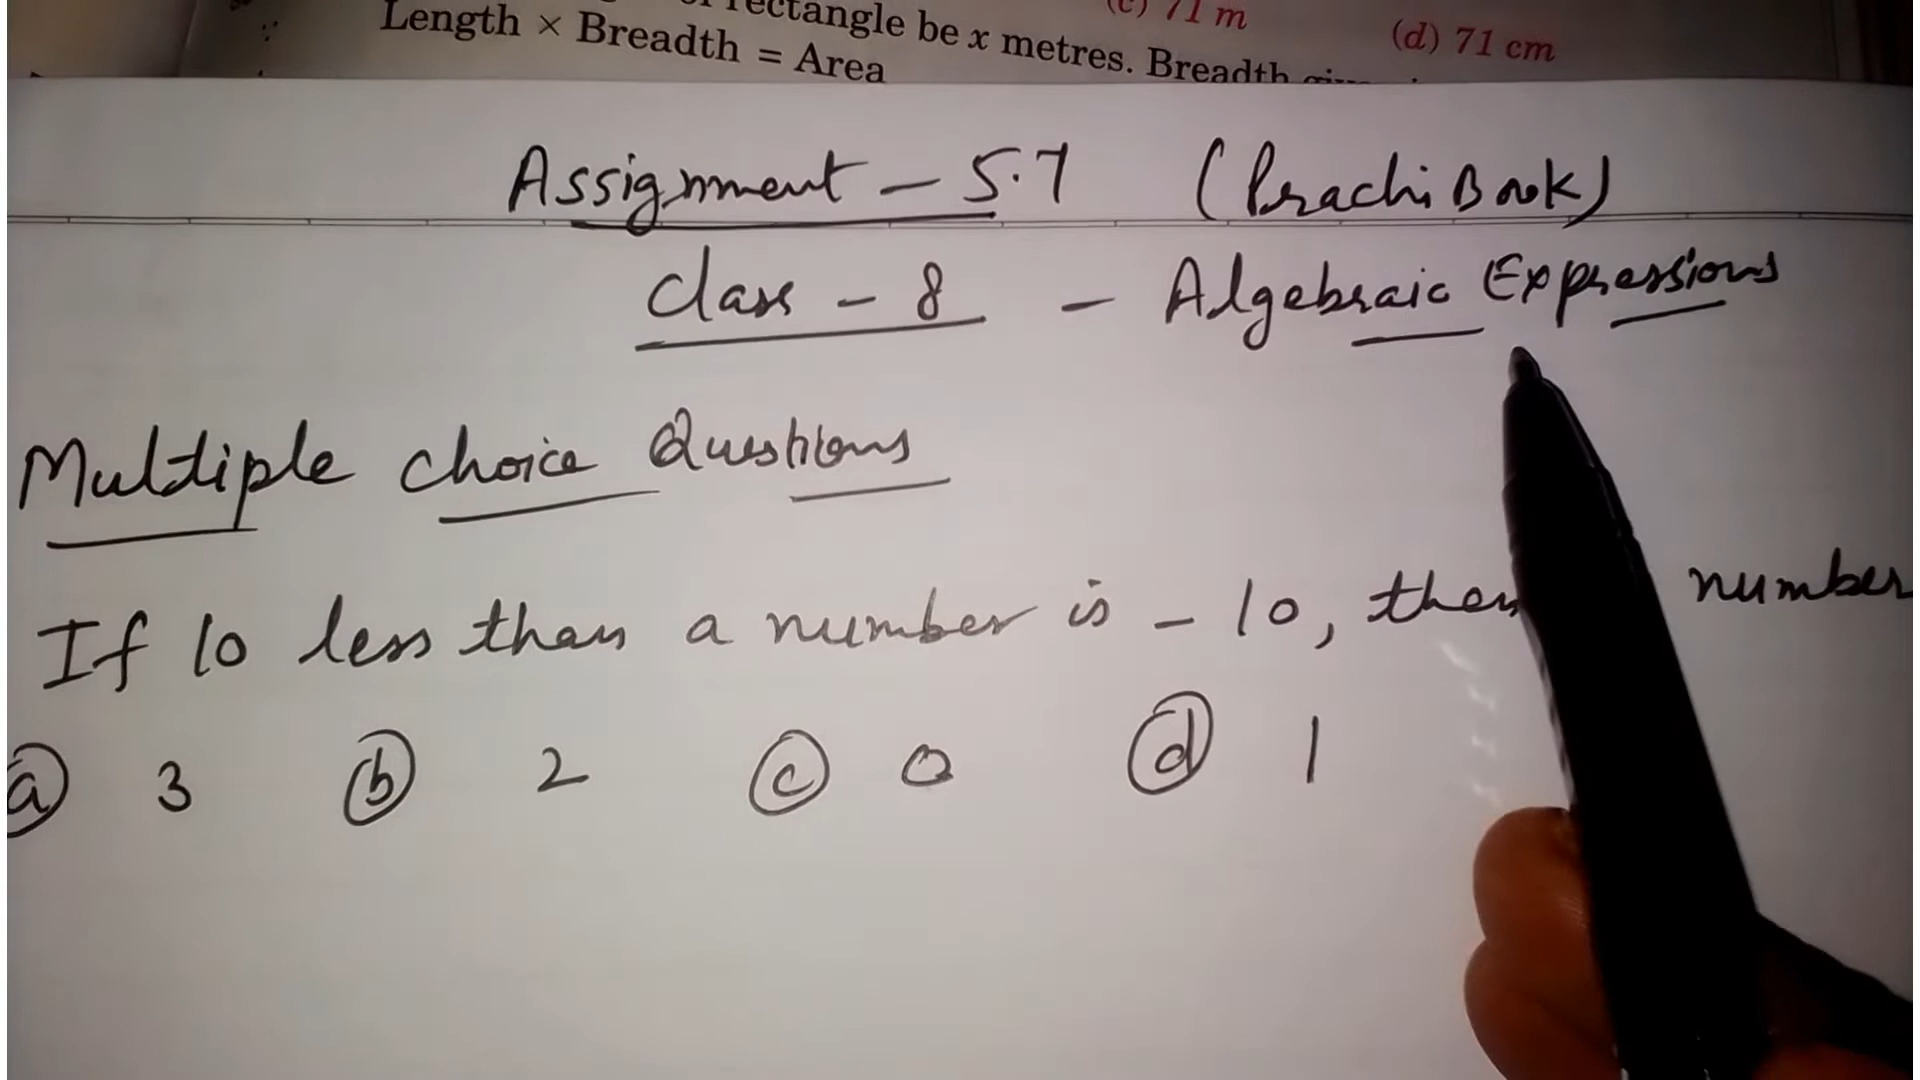 (c) 71 m
rectangle be x metres. Breadth
(d) 71 cm
Length × Breadth = Area
Assignment – 5.7 (Prachi Book)
Class – 8 – Algebraic Expressions
Multiple Choice Questions
If 10 less than a number is – 10, then number
(a) 3 (b) 2 (c) 0 (d) 1